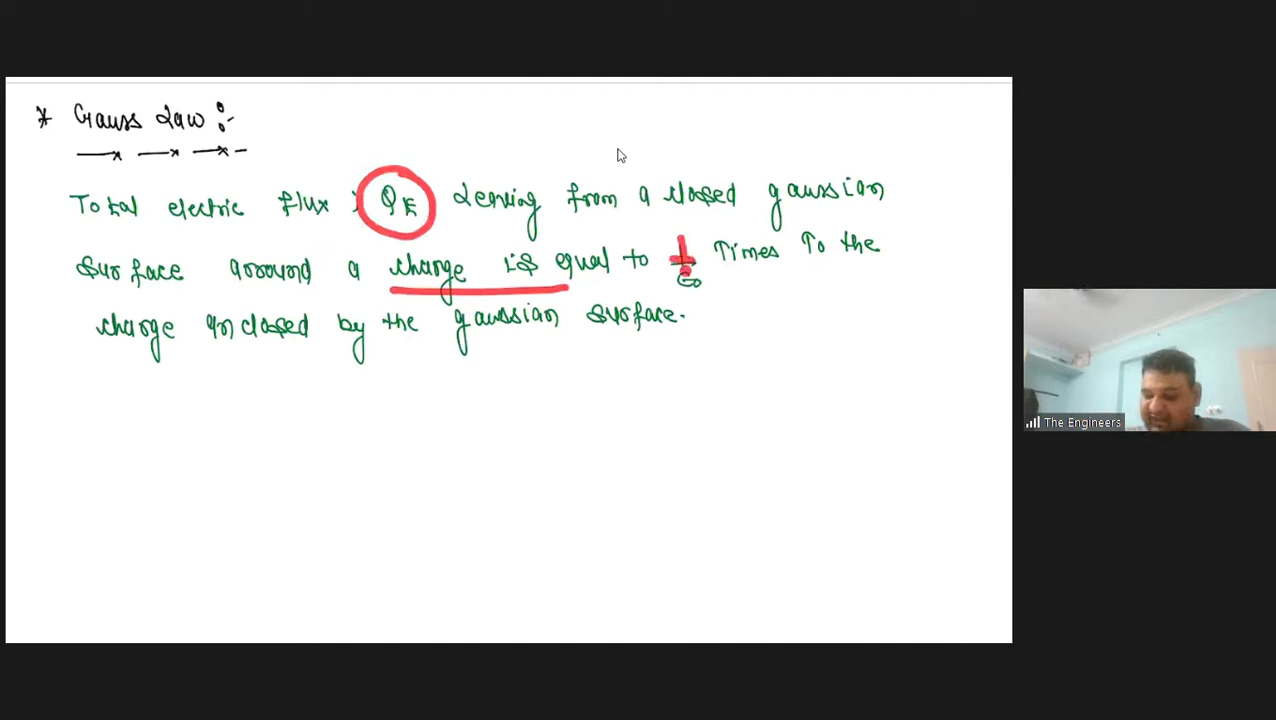 * Gauss Law :-
Total electric flux : φE Leaving from a closed gaussian
surface around a charge is equal to 1/ε0 Times To the
charge Inclosed by the gaussian surface.
The Engineers